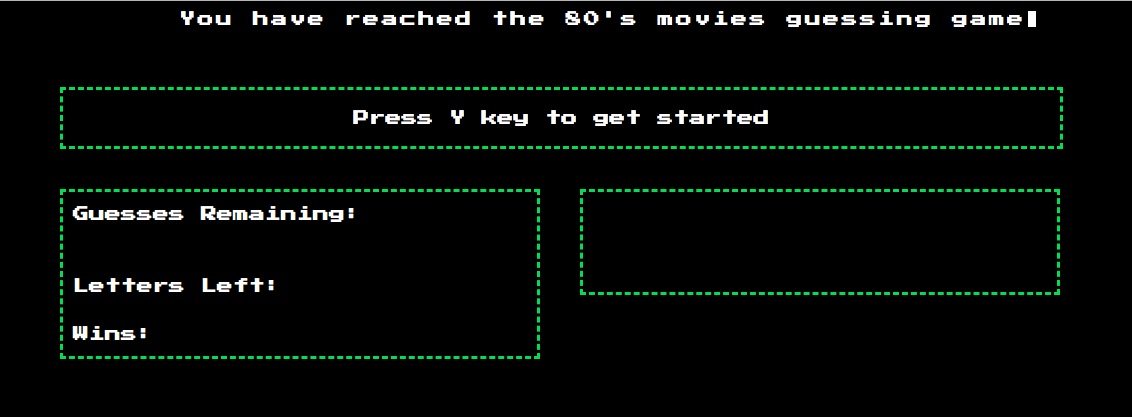 You have reached the 80's movies guessing game
Press Y key to get started
Guesses Remaining:
Letters Left:
Wins: